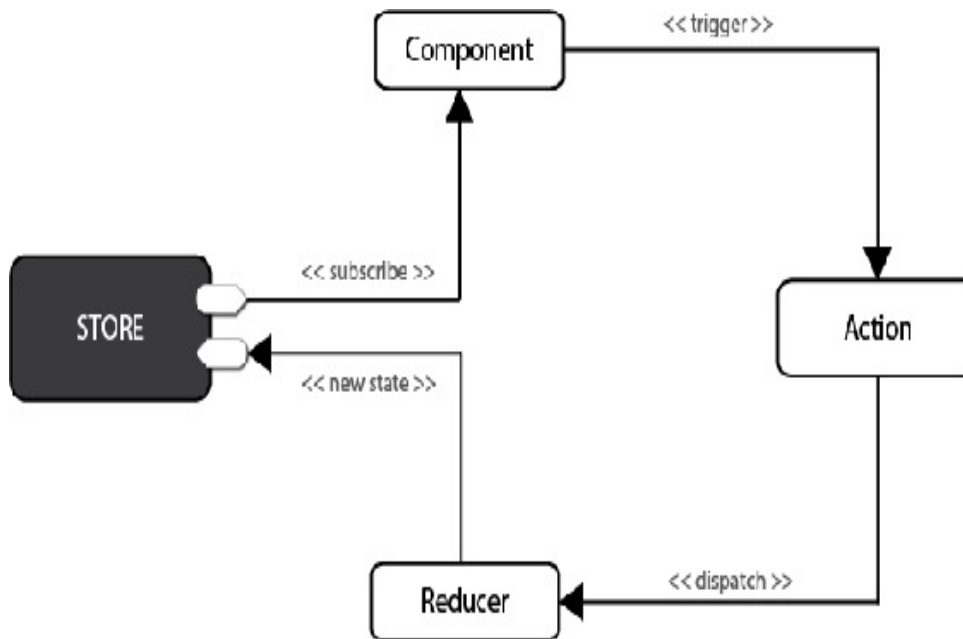 Component
<< trigger >>
<< subscribe >>
STORE
Action
<< new state >>
<< dispatch >>
Reducer